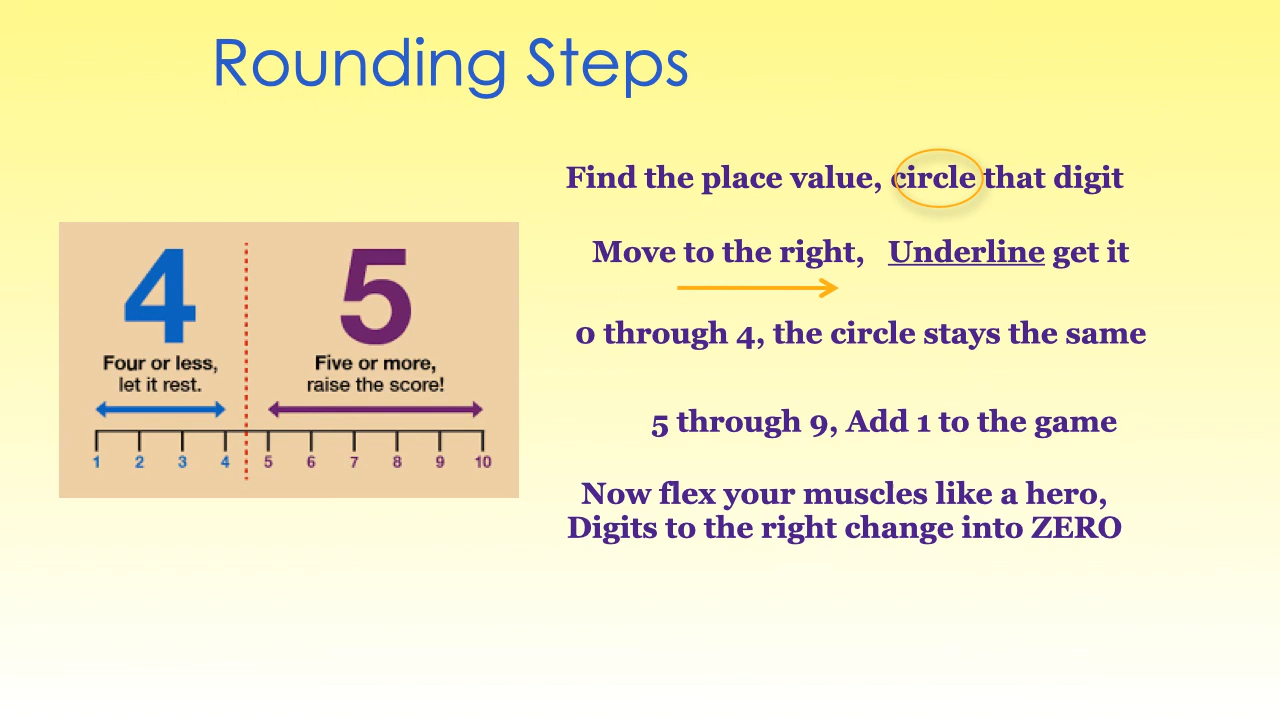 Rounding Steps
Find the place value, circle that digit
Move to the right, Underline get it
0 through 4, the circle stays the same
5 through 9, Add 1 to the game
Now flex your muscles like a hero,
Digits to the right change into ZERO
4
Four or less,
let it rest.
5
Five or more,
raise the score!
1 2 3 4 5 6 7 8 9 10